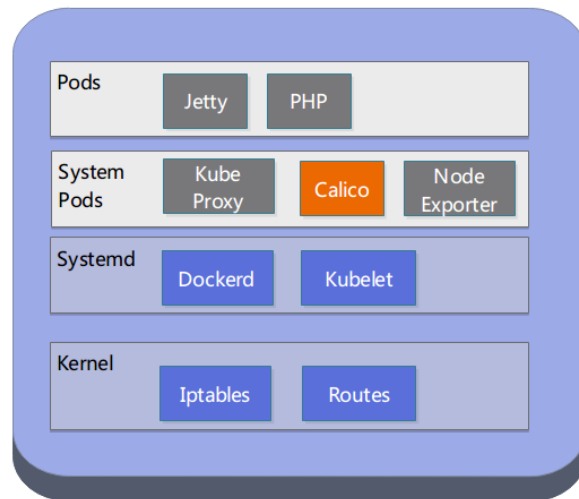 Pods
Jetty
PHP
System
Pods
Kube
Proxy
Calico
Node
Exporter
Systemd
Dockerd
Kubelet
Kernel
Iptables
Routes